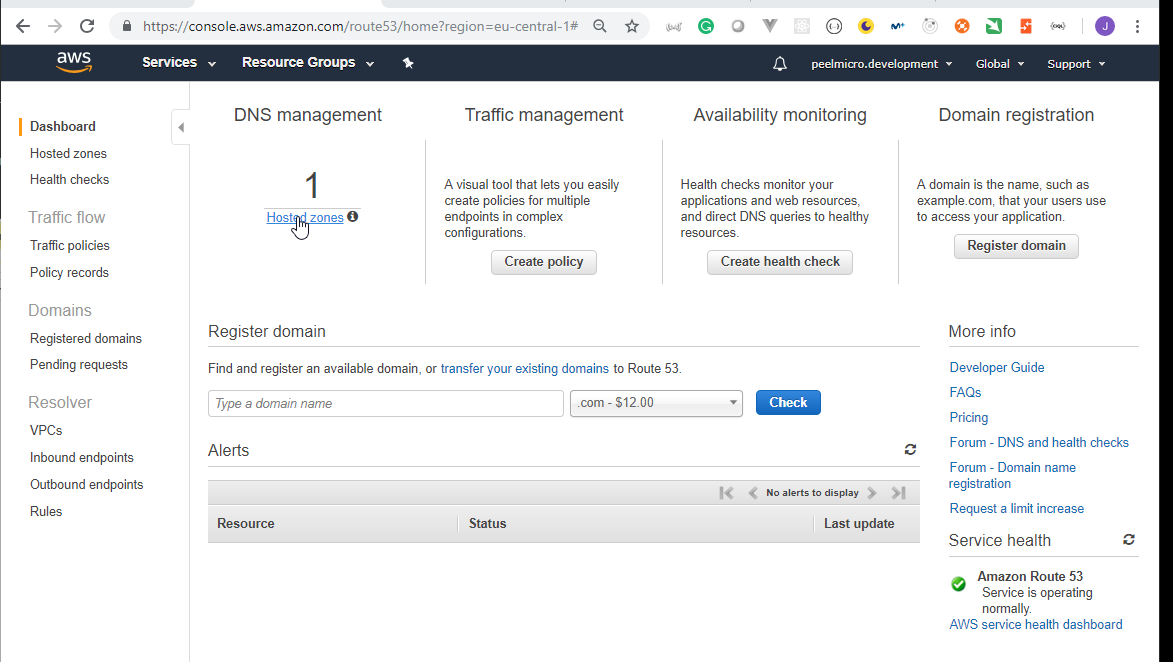 https://console.aws.amazon.com/route53/home?region=eu-central-1#
J
aws
Services
Resource Groups
peelmicro.development
Global
Support
Dashboard
Hosted zones
Health checks
Traffic flow
Traffic policies
Policy records
Domains
Registered domains
Pending requests
Resolver
VPCs
Inbound endpoints
Outbound endpoints
Rules
DNS management
1
Hosted zones
Traffic management
A visual tool that lets you easily
create policies for multiple
endpoints in complex
configurations.
Create policy
Availability monitoring
Health checks monitor your
applications and web resources,
and direct DNS queries to healthy
resources.
Create health check
Domain registration
A domain is the name, such as
example.com, that your users use
to access your application.
Register domain
Register domain
Find and register an available domain, or transfer your existing domains to Route 53.
Type a domain name
.com - $12.00
Check
Alerts
No alerts to display
Resource
Status
Last update
More info
Developer Guide
FAQs
Pricing
Forum - DNS and health checks
Forum - Domain name
registration
Request a limit increase
Service health
Amazon Route 53
Service is operating
normally.
AWS service health dashboard